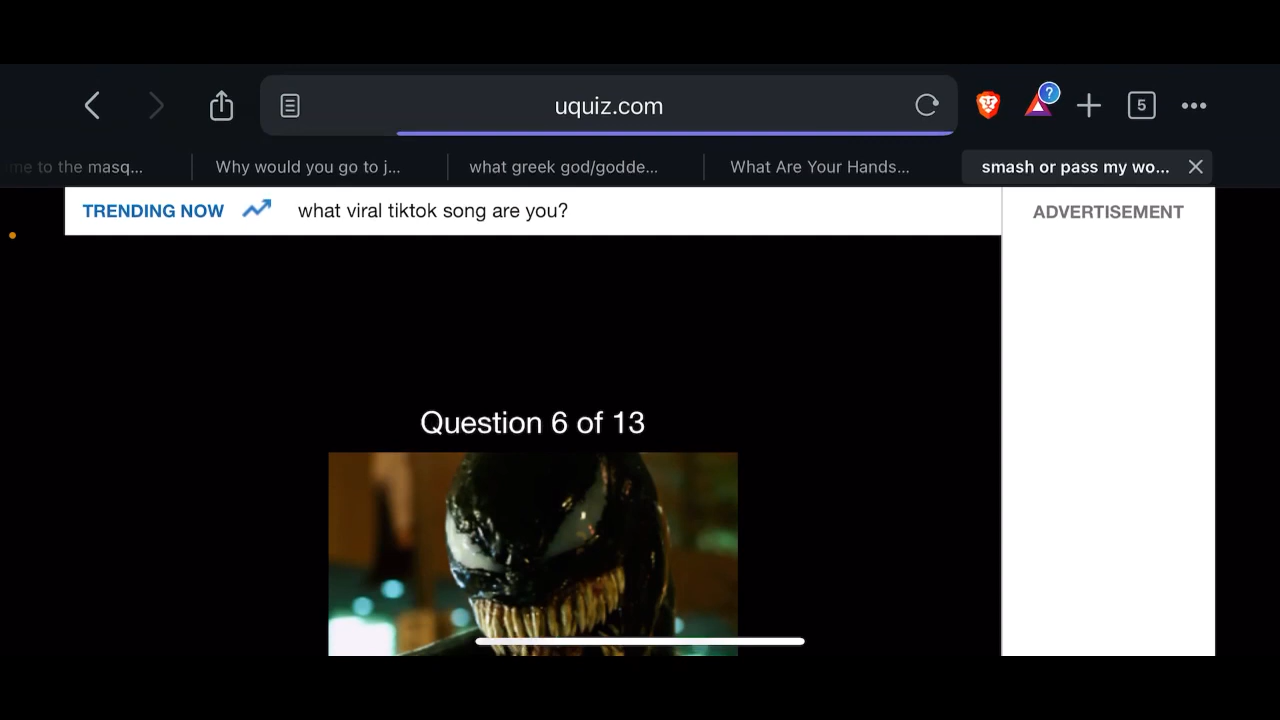 uquiz.com
?
5
me to the masq...
Why would you go to j...
what greek god/godde...
What Are Your Hands...
smash or pass my wo...
TRENDING NOW
what viral tiktok song are you?
ADVERTISEMENT
Question 6 of 13